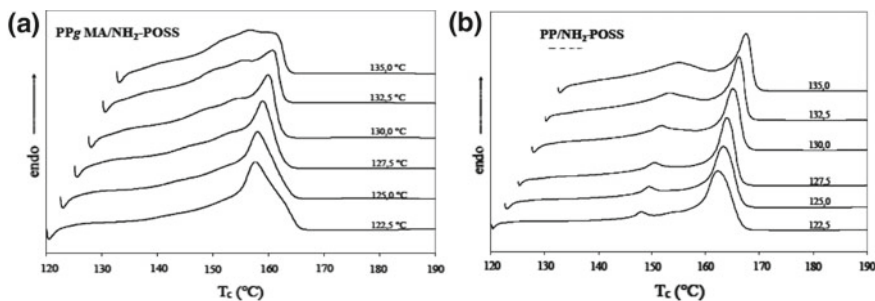 (a)
PPg MA/NH₂-POSS
135,0 °C
132,5 °C
130,0 °C
127,5 °C
125,0 °C
122,5 °C
endo
120 130 140 150 160 170 180 190
Tc (°C)
(b)
PP/NH₂-POSS
135,0
132,5
130,0
127,5
125,0
122,5
endo
120 130 140 150 160 170 180 190
Tc (°C)